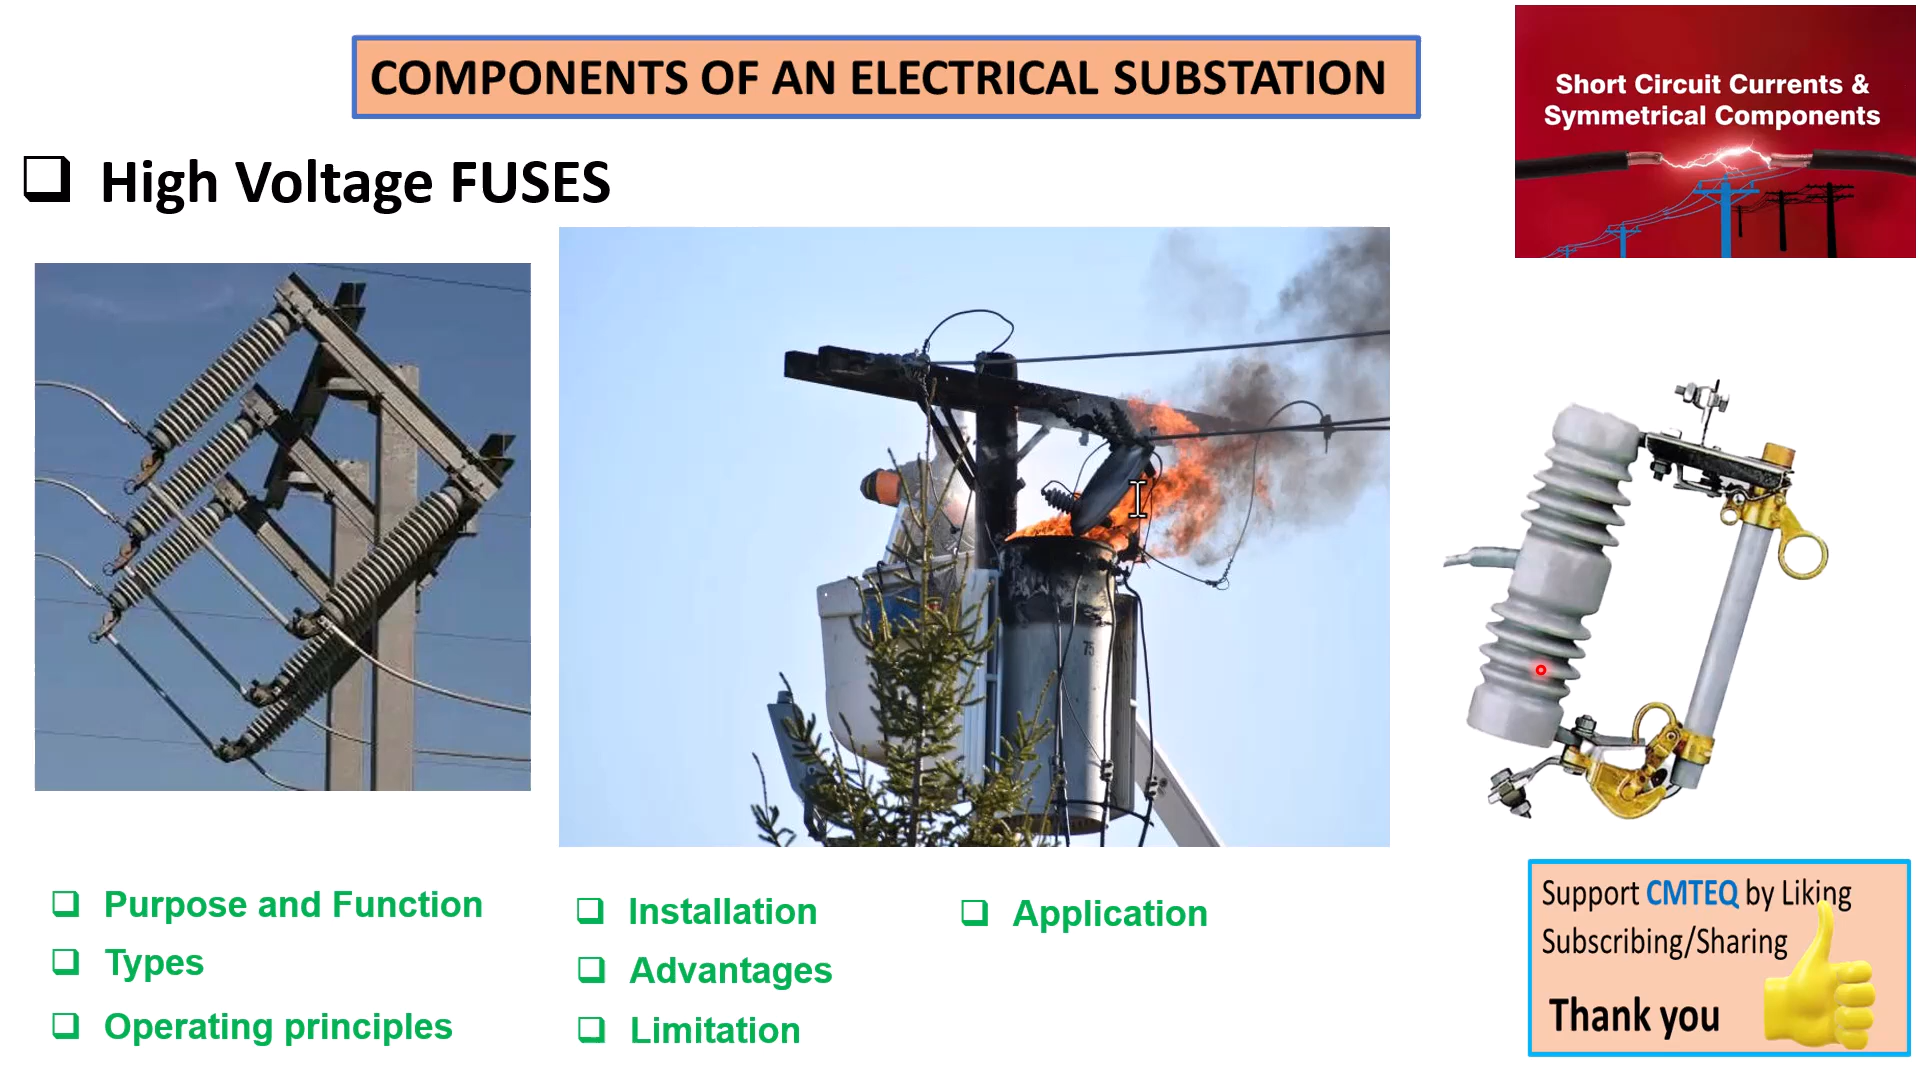 COMPONENTS OF AN ELECTRICAL SUBSTATION
Short Circuit Currents &
Symmetrical Components
High Voltage FUSES
75
Purpose and Function
Types
Operating principles
Installation
Advantages
Limitation
Application
Support CMTEQ by Liking
Subscribing/Sharing
Thank you